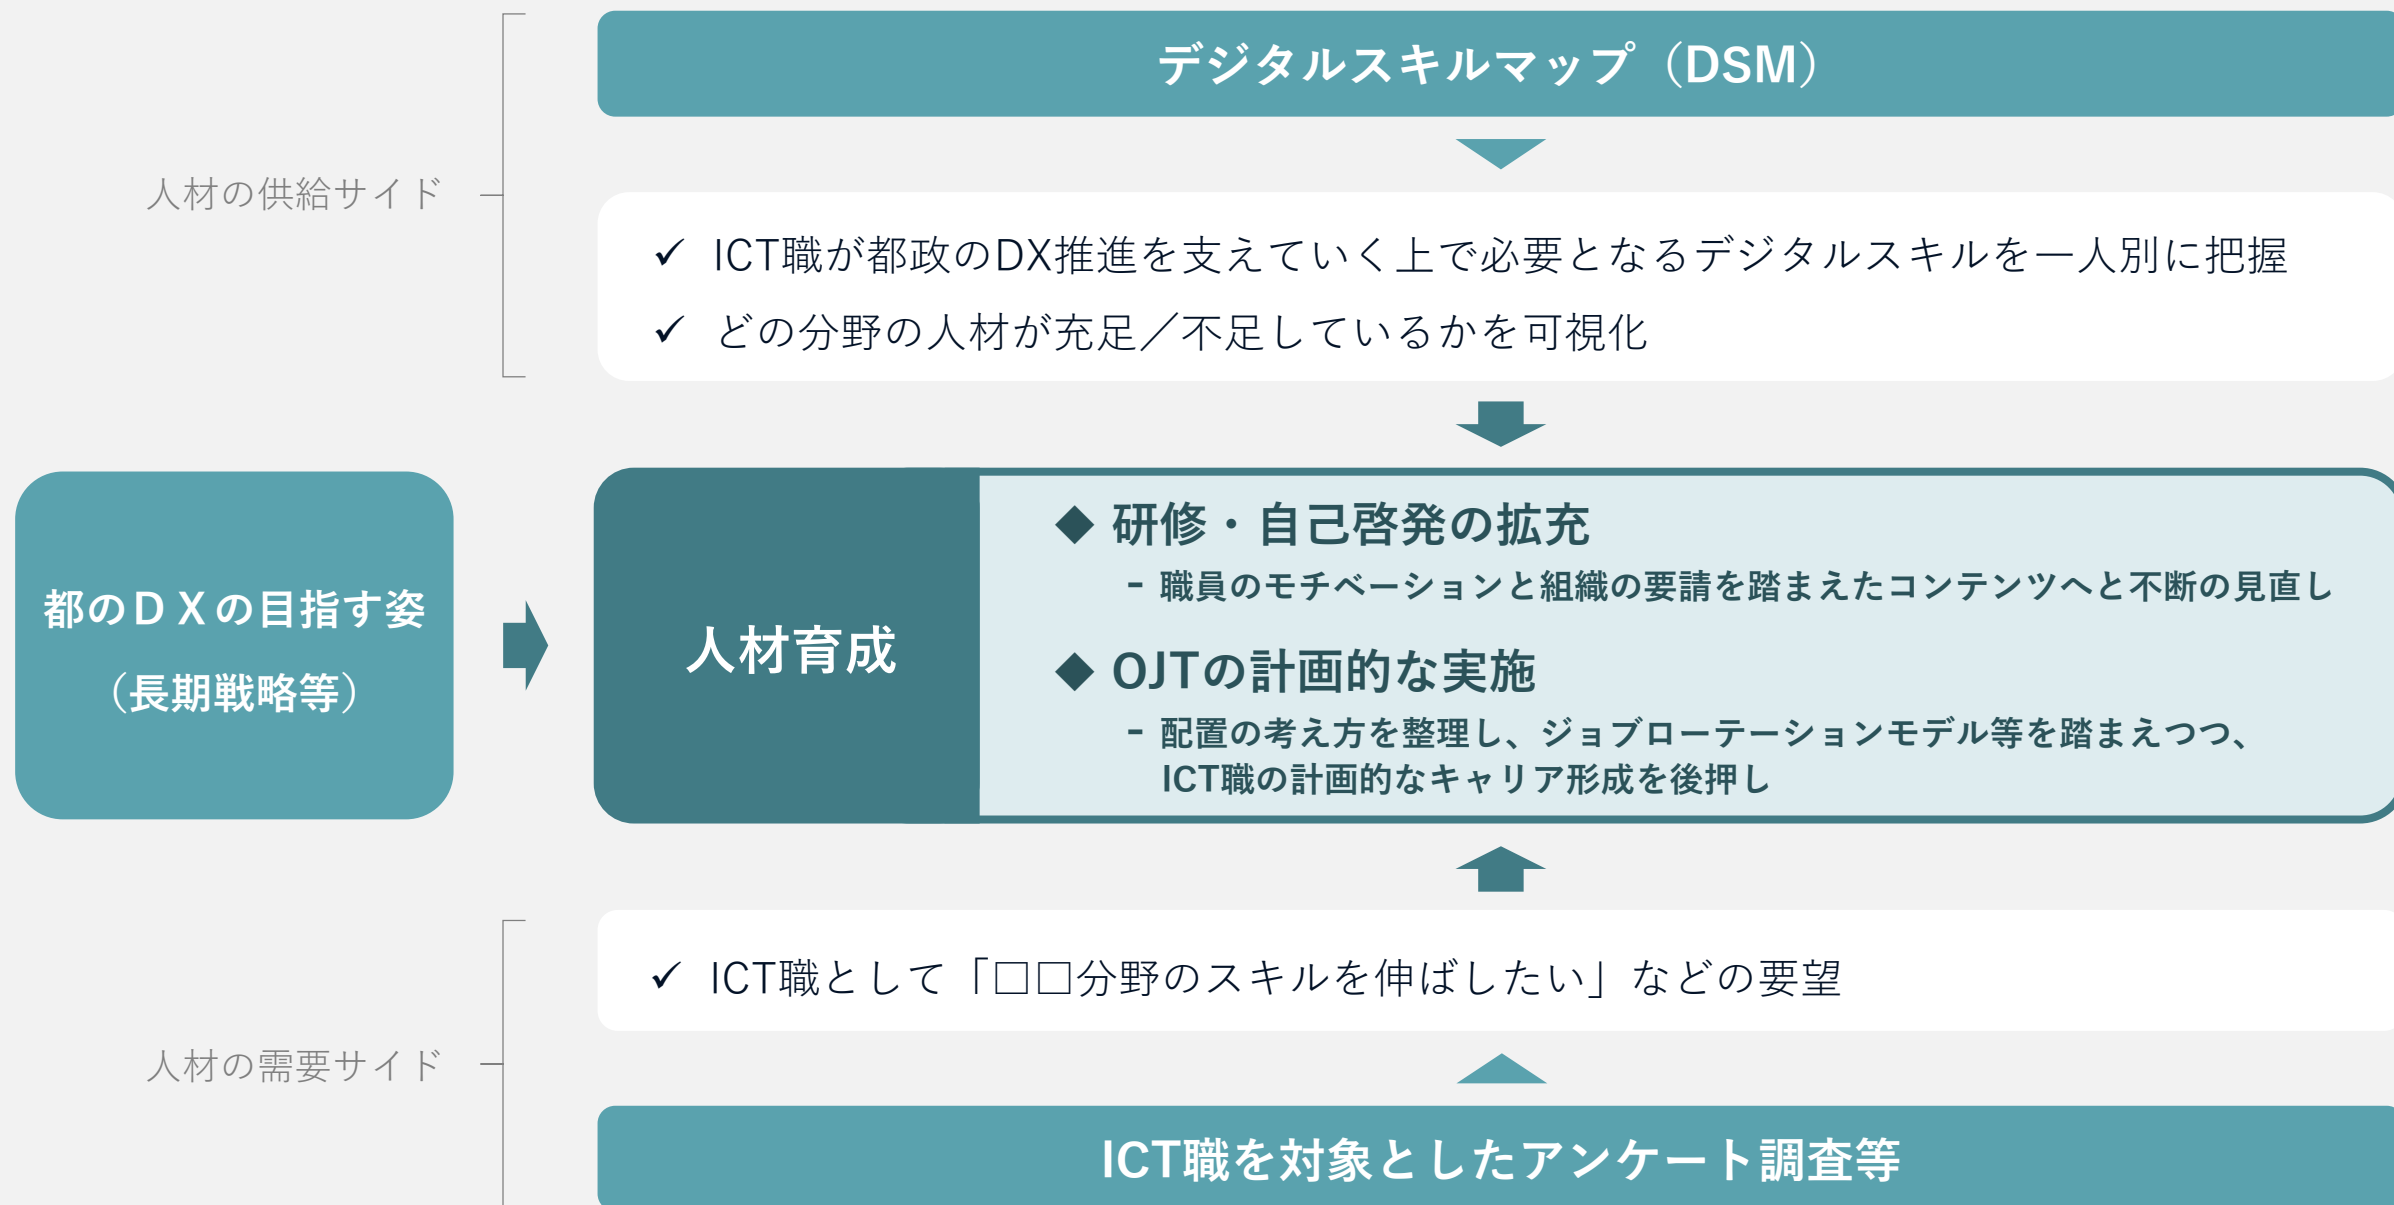 デジタルスキルマップ（DSM）
人材の供給サイド
✓ ICT職が都政のDX推進を支えていく上で必要となるデジタルスキルを一人別に把握
✓ どの分野の人材が充足／不足しているかを可視化
都のＤＸの目指す姿
（長期戦略等）
人材育成
◆ 研修・自己啓発の拡充
- 職員のモチベーションと組織の要請を踏まえたコンテンツへと不断の見直し
◆ OJTの計画的な実施
- 配置の考え方を整理し、ジョブローテーションモデル等を踏まえつつ、
ICT職の計画的なキャリア形成を後押し
✓ ICT職として「□□分野のスキルを伸ばしたい」などの要望
人材の需要サイド
ICT職を対象としたアンケート調査等